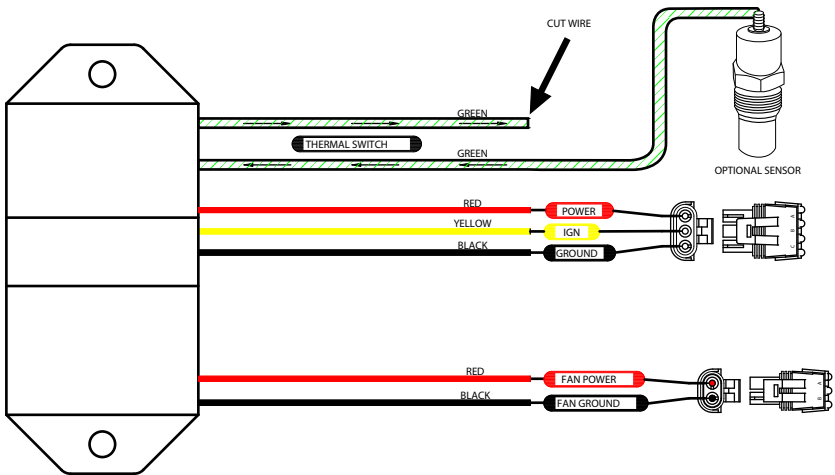 CUT WIRE
GREEN
THERMAL SWITCH
GREEN
OPTIONAL SENSOR
RED
POWER
YELLOW
IGN
BLACK
GROUND
A
B
C
RED
FAN POWER
BLACK
FAN GROUND
A
B